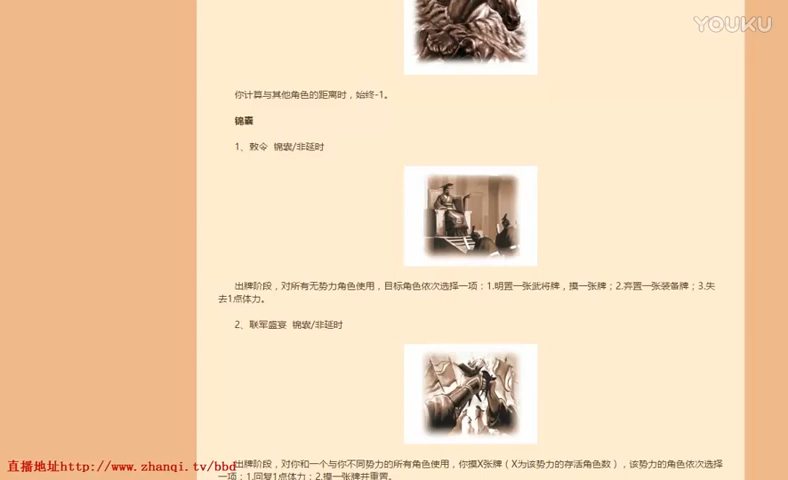 YOUKU
你计算与其他角色的距离时，始终-1。
锦囊
1、敕令 锦囊/非延时
出牌阶段，对所有无势力角色使用，目标角色依次选择一项：1.明置一张武将牌，摸一张牌；2.弃置一张装备牌；3.失
去1点体力。
2、联军盛宴 锦囊/非延时
出牌阶段，对你和一个与你不同势力的所有角色使用，你摸X张牌（X为该势力的存活角色数），该势力的角色依次选择
一项：1.回复1点体力；2.摸一张牌并重置。
直播地址http://www.zhanqi.tv/bbd